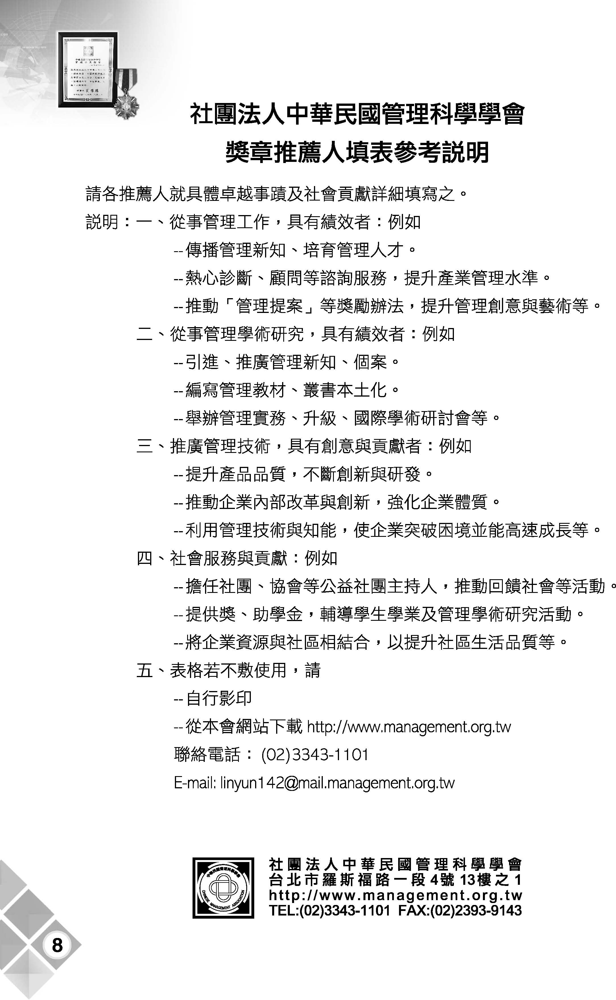 社團法人中華民國管理科學學會
獎章推薦人填表參考説明
請各推薦人就具體卓越事蹟及社會貢獻詳細填寫之。
説明：一、從事管理工作，具有績效者：例如
--傳播管理新知、培育管理人才。
--熱心診斷、顧問等諮詢服務，提升產業管理水準。
--推動「管理提案」等獎勵辦法，提升管理創意與藝術等。
二、從事管理學術研究，具有績效者：例如
--引進、推廣管理新知、個案。
--編寫管理教材、叢書本土化。
--舉辦管理實務、升級、國際學術研討會等。
三、推廣管理技術，具有創意與貢獻者：例如
--提升產品品質，不斷創新與研發。
--推動企業內部改革與創新，強化企業體質。
--利用管理技術與知能，使企業突破困境並能高速成長等。
四、社會服務與貢獻：例如
--擔任社團、協會等公益社團主持人，推動回饋社會等活動。
--提供獎、助學金，輔導學生學業及管理學術研究活動。
--將企業資源與社區相結合，以提升社區生活品質等。
五、表格若不敷使用，請
--自行影印
--從本會網站下載 http://www.management.org.tw
聯絡電話： (02)3343-1101
E-mail: linyun142@mail.management.org.tw
中華民國管理科學學會
CHINESE MANAGEMENT ASSOCIATION
社團法人中華民國管理科學學會
台北市羅斯福路一段 4號 13樓之 1
http://www.management.org.tw
TEL:(02)3343-1101 FAX:(02)2393-9143
8